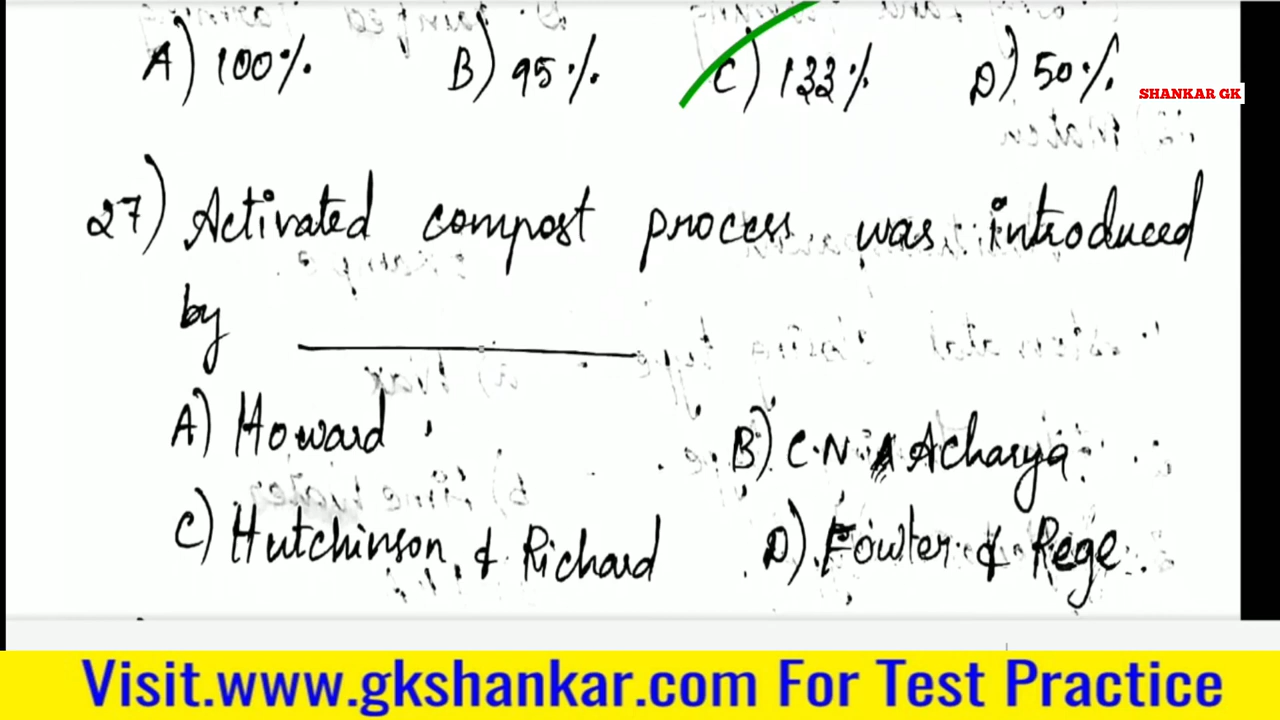 A) 100% B) 95% C) 133% D) 50%
SHANKAR GK
27) Activated compost process was introduced
by
A) Howard B) C.N Acharya
C) Hutchinson & Richard D) Fowler & Rege
Visit.www.gkshankar.com For Test Practice